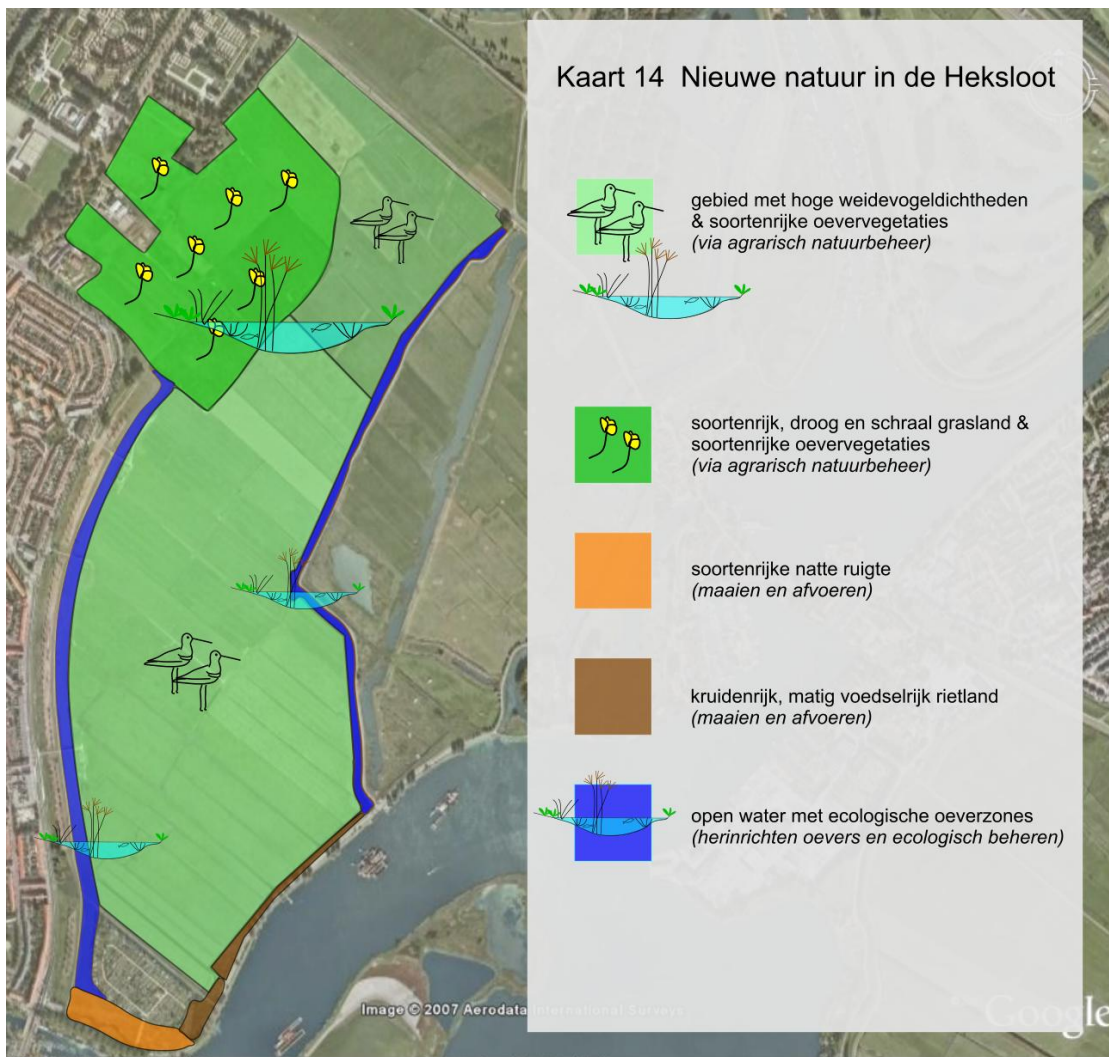 Kaart 14 Nieuwe natuur in de Heksloot
gebied met hoge weidevogeldichtheden
& soortenrijke oevervegetaties
(via agrarisch natuurbeheer)
soortenrijk, droog en schraal grasland &
soortenrijke oevervegetaties
(via agrarisch natuurbeheer)
soortenrijke natte ruigte
(maaien en afvoeren)
kruidenrijk, matig voedselrijk rietland
(maaien en afvoeren)
open water met ecologische oeverzones
(herinrichten oevers en ecologisch beheren)
Image © 2007 Aerodata International Surveys
Google